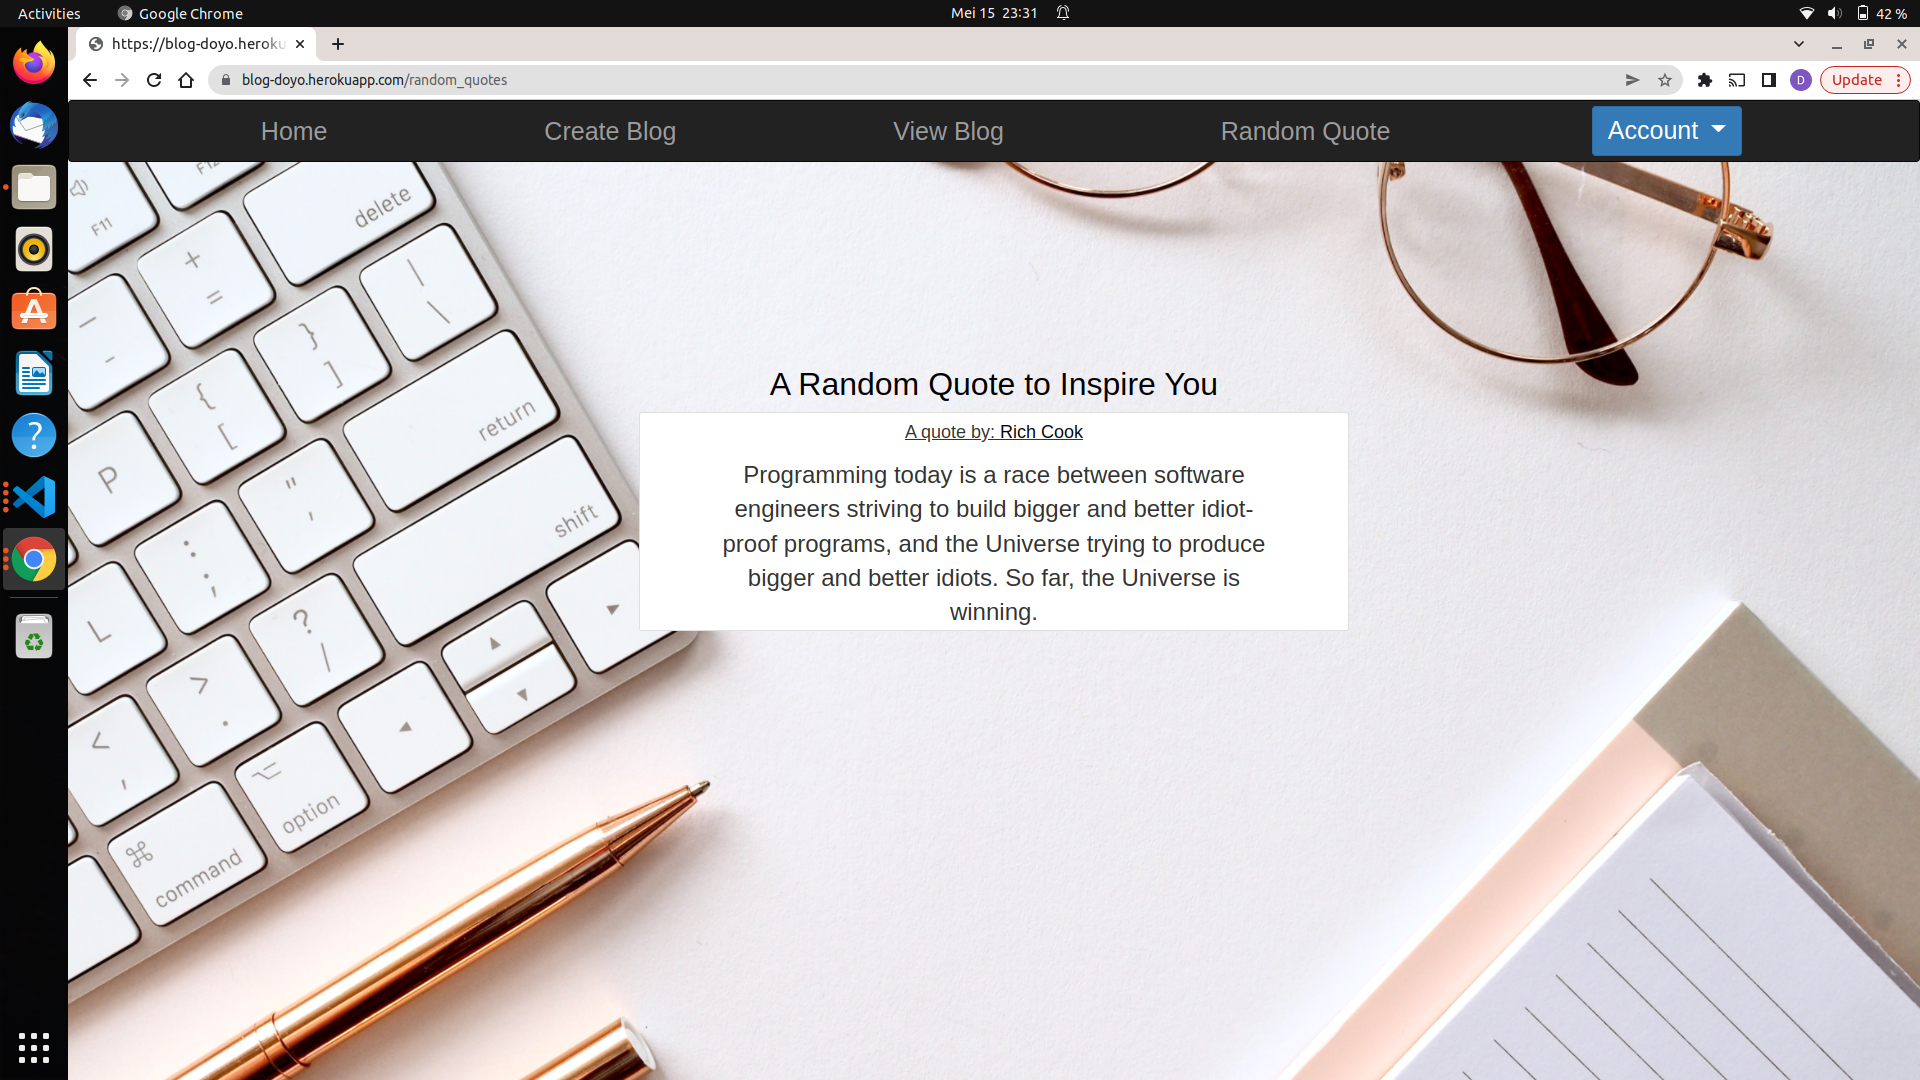 Activities
Google Chrome
Mei 15 23:31
42 %
https://blog-doyo.heroku
blog-doyo.herokuapp.com/random_quotes
D
Update
Home
Create Blog
View Blog
Random Quote
Account
F11
F12
delete
+
=
|
\
—
-
}
]
{
[
return
P
"
'
shift
:
;
L
?
/
>
.
<
,
option
command
A Random Quote to Inspire You
A quote by: Rich Cook
Programming today is a race between software
engineers striving to build bigger and better idiot-
proof programs, and the Universe trying to produce
bigger and better idiots. So far, the Universe is
winning.